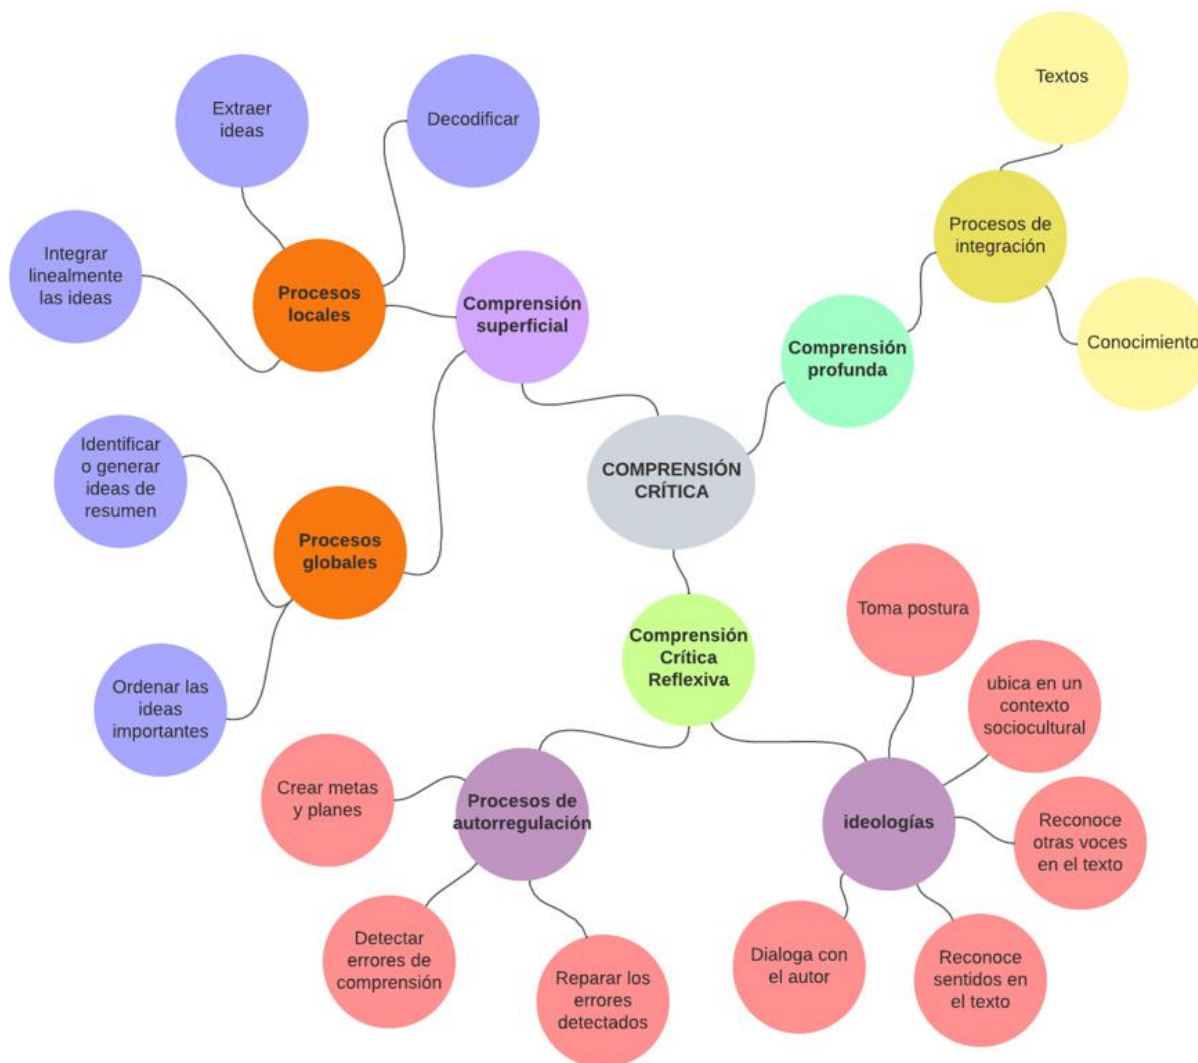 Textos
Extraer
ideas
Decodificar
Procesos de
integración
Integrar
linealmente
las ideas
Procesos
locales
Comprensión
superficial
Comprensión
profunda
Conocimiento
Identificar
o generar
ideas de
resumen
COMPRENSIÓN
CRÍTICA
Procesos
globales
Toma postura
Comprensión
Crítica
Reflexiva
Ordenar las
ideas
importantes
ubica en un
contexto
sociocultural
Crear metas
y planes
Procesos de
autorregulación
ideologías
Reconoce
otras voces
en el texto
Detectar
errores de
comprensión
Reparar los
errores
detectados
Dialoga con
el autor
Reconoce
sentidos en
el texto